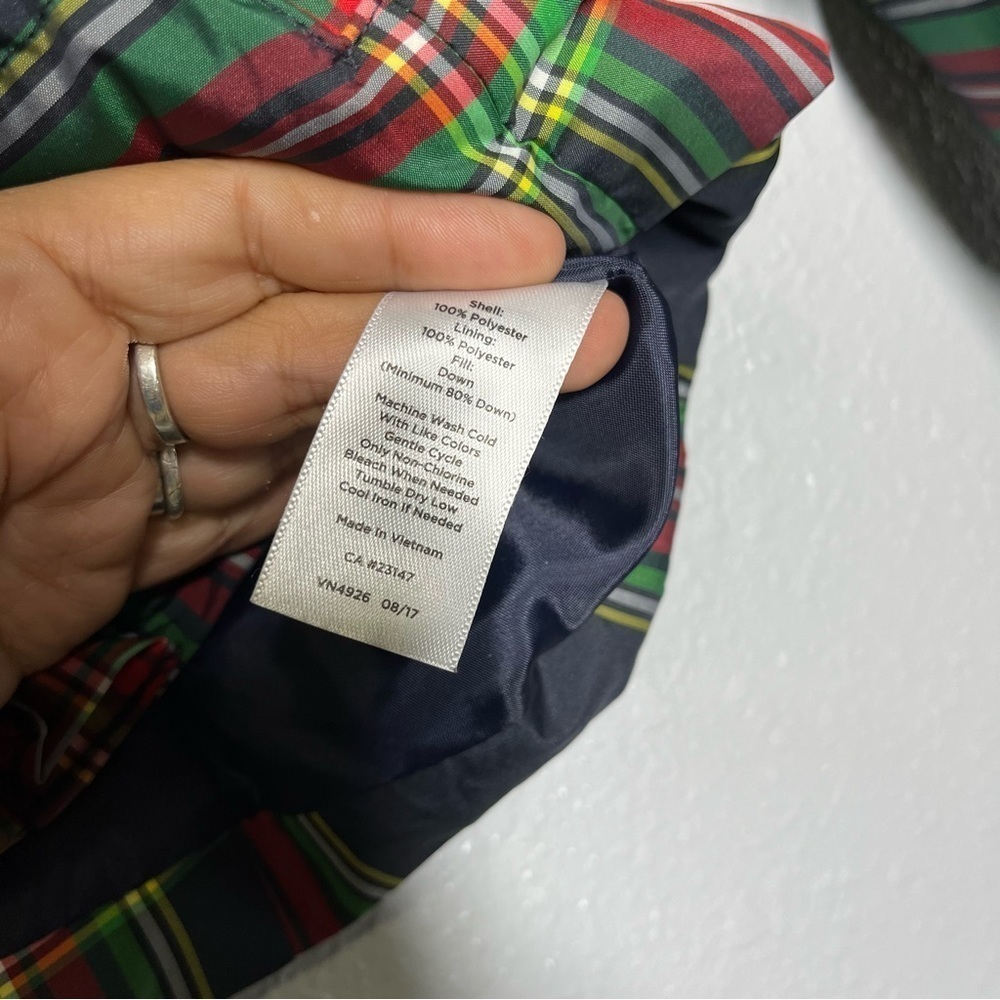 Shell:
100% Polyester
Lining:
100% Polyester
Fill:
Down
(Minimum 80% Down)
Machine Wash Cold
With Like Colors
Gentle Cycle
Only Non-Chlorine
Bleach When Needed
Tumble Dry Low
Cool Iron If Needed
Made in Vietnam
CA #23147
VN4926 08/17